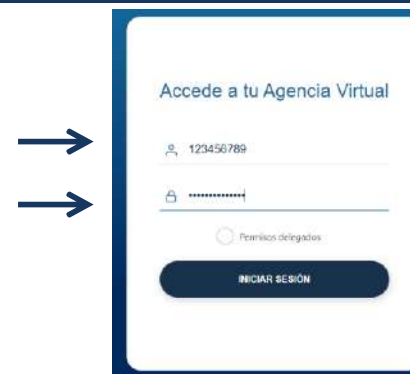 Accede a tu Agencia Virtual
123456789
••••••••••••••
Permisos delegados
INICIAR SESIÓN